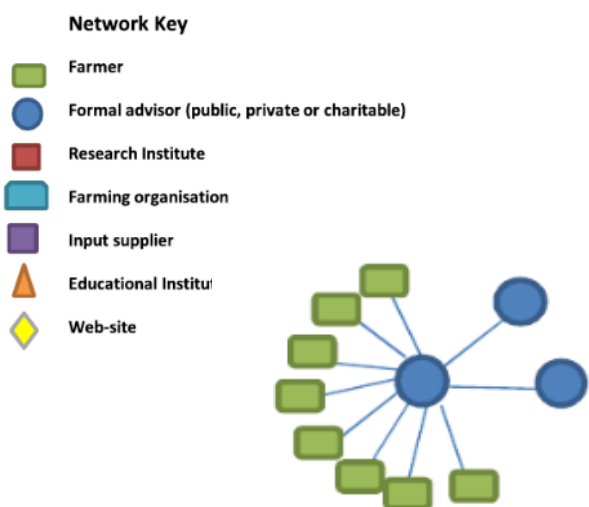 Network Key
Farmer
Formal advisor (public, private or charitable)
Research Institute
Farming organisation
Input supplier
Educational Institut
Web-site